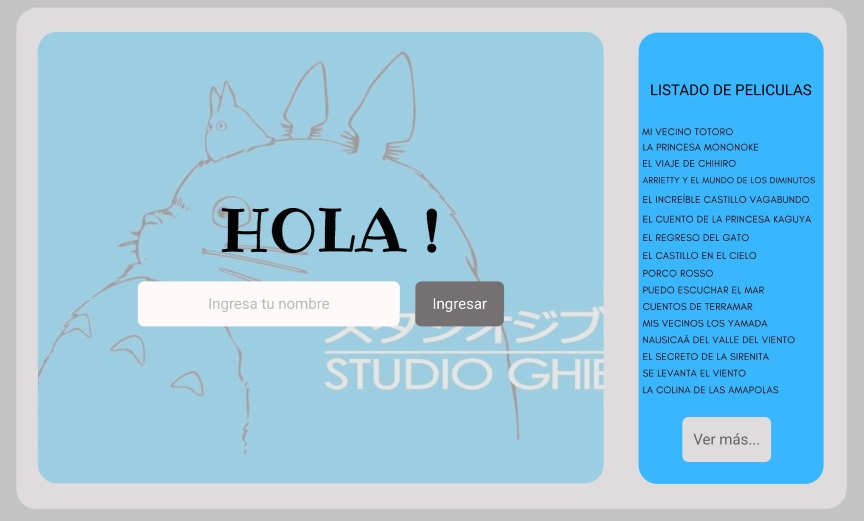 HOLA !
Ingresa tu nombre
Ingresar
スタジオジブ
STUDIO GHIB
LISTADO DE PELICULAS
MI VECINO TOTORO
LA PRINCESA MONONOKE
EL VIAJE DE CHIHIRO
ARRIETTY Y EL MUNDO DE LOS DIMINUTOS
EL INCREÍBLE CASTILLO VAGABUNDO
EL CUENTO DE LA PRINCESA KAGUYA
EL REGRESO DEL GATO
EL CASTILLO EN EL CIELO
PORCO ROSSO
PUEDO ESCUCHAR EL MAR
CUENTOS DE TERRAMAR
MIS VECINOS LOS YAMADA
NAUSICAÄ DEL VALLE DEL VIENTO
EL SECRETO DE LA SIRENITA
SE LEVANTA EL VIENTO
LA COLINA DE LAS AMAPOLAS
Ver más...